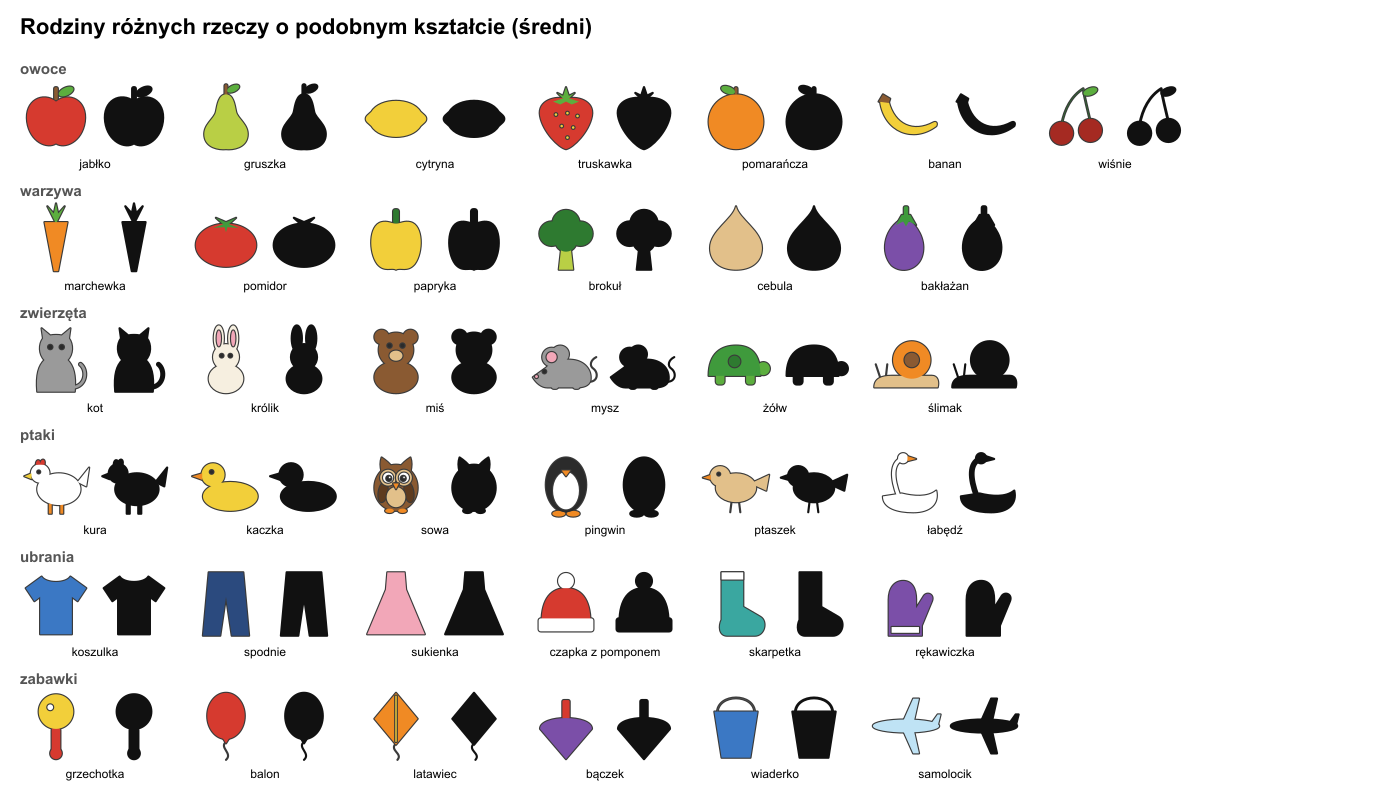 Rodziny różnych rzeczy o podobnym kształcie (średni)
owoce
jabłko gruszka cytryna truskawka pomarańcza banan wiśnie
warzywa
marchewka pomidor papryka brokuł cebula bakłażan
zwierzęta
kot królik miś mysz żółw ślimak
ptaki
kura kaczka sowa pingwin ptaszek łabędź
ubrania
koszulka spodnie sukienka czapka z pomponem skarpetka rękawiczka
zabawki
grzechotka balon latawiec bączek wiaderko samolocik